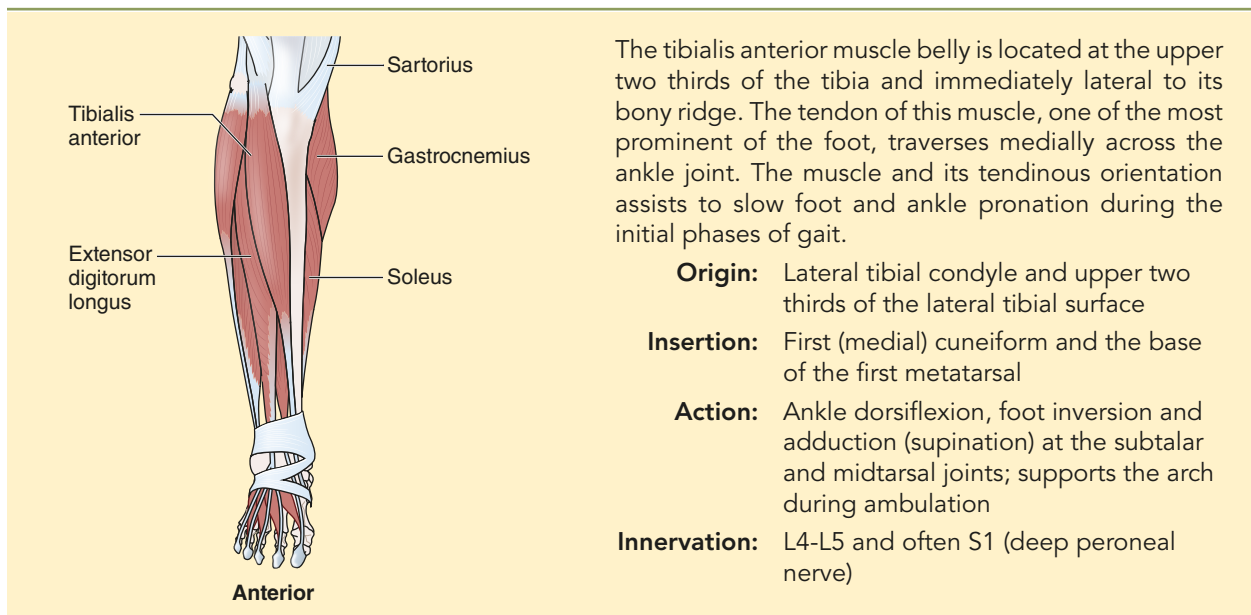 Sartorius
Tibialis
anterior
Gastrocnemius
Extensor
digitorum
longus
Soleus
Anterior
The tibialis anterior muscle belly is located at the upper
two thirds of the tibia and immediately lateral to its
bony ridge. The tendon of this muscle, one of the most
prominent of the foot, traverses medially across the
ankle joint. The muscle and its tendinous orientation
assists to slow foot and ankle pronation during the
initial phases of gait.
Origin: Lateral tibial condyle and upper two
thirds of the lateral tibial surface
Insertion: First (medial) cuneiform and the base
of the first metatarsal
Action: Ankle dorsiflexion, foot inversion and
adduction (supination) at the subtalar
and midtarsal joints; supports the arch
during ambulation
Innervation: L4-L5 and often S1 (deep peroneal
nerve)